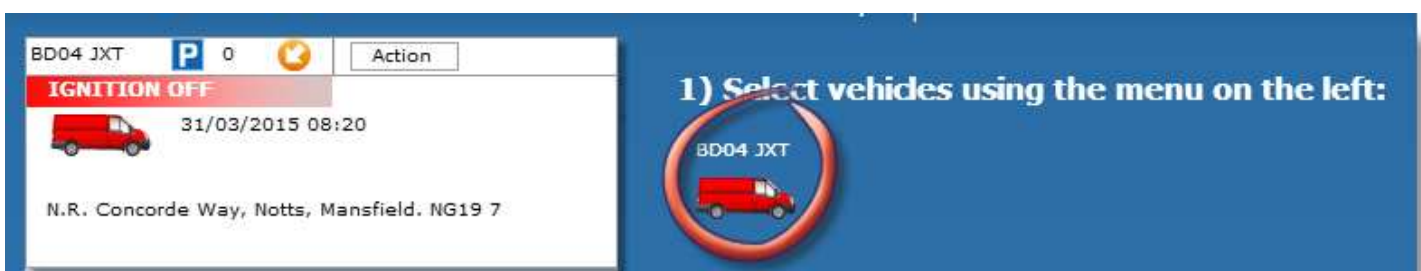 BD04 JXT P 0 Action
IGNITION OFF
31/03/2015 08:20
N.R. Concorde Way, Notts, Mansfield. NG19 7
1) Select vehicles using the menu on the left:
BD04 JXT